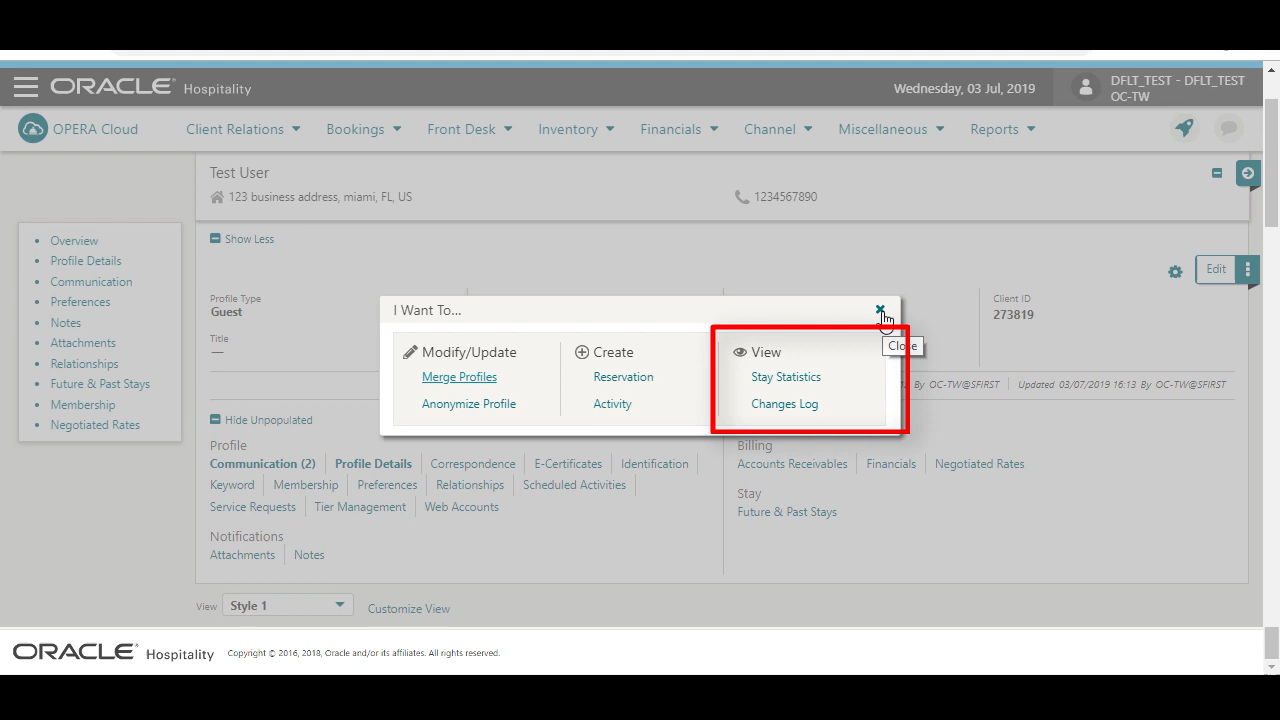 ORACLE Hospitality
Wednesday, 03 Jul, 2019
DFLT_TEST - DFLT_TEST
OC-TW
OPERA Cloud
Client Relations
Bookings
Front Desk
Inventory
Financials
Channel
Miscellaneous
Reports
Test User
123 business address, miami, FL, US
1234567890
Overview
Profile Details
Communication
Preferences
Notes
Attachments
Relationships
Future & Past Stays
Membership
Negotiated Rates
Show Less
Edit
Profile Type
Guest
Title
—
Client ID
273819
By OC-TW@SFIRST
Updated 03/07/2019 16:13 By OC-TW@SFIRST
I Want To...
Close
Modify/Update
Merge Profiles
Anonymize Profile
Create
Reservation
Activity
View
Stay Statistics
Changes Log
Hide Unpopulated
Profile
Communication (2) Profile Details Correspondence E-Certificates Identification
Keyword Membership Preferences Relationships Scheduled Activities
Service Requests Tier Management Web Accounts
Notifications
Attachments Notes
Billing
Accounts Receivables Financials Negotiated Rates
Stay
Future & Past Stays
View Style 1 Customize View
ORACLE Hospitality Copyright © 2016, 2018, Oracle and/or its affiliates. All rights reserved.